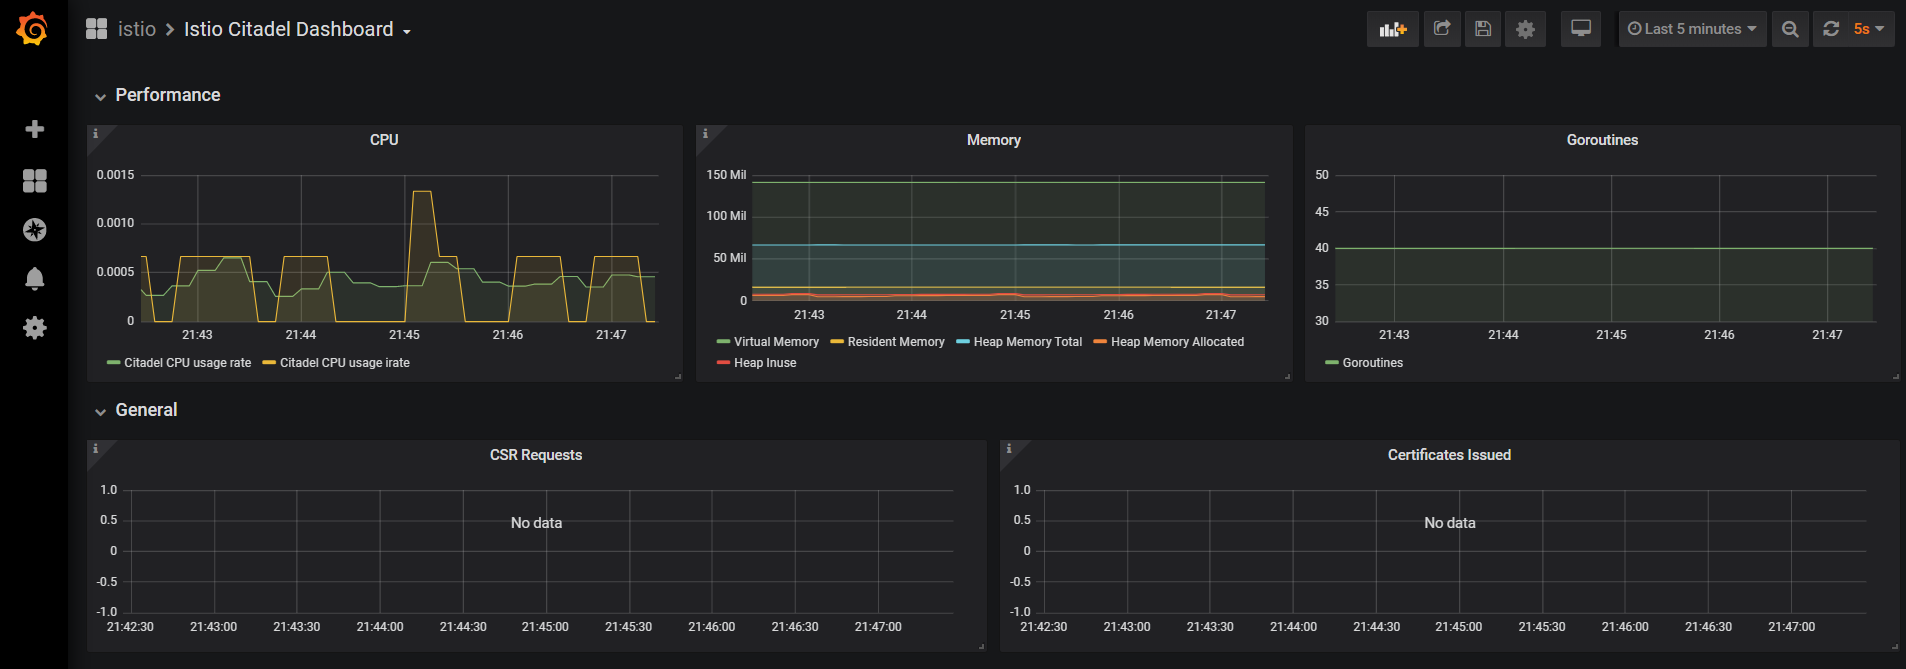 istio > Istio Citadel Dashboard
Last 5 minutes
5s
Performance
CPU
0.0015
0.0010
0.0005
0
21:43 21:44 21:45 21:46 21:47
Citadel CPU usage rate Citadel CPU usage irate
Memory
150 Mil
100 Mil
50 Mil
0
21:43 21:44 21:45 21:46 21:47
Virtual Memory Resident Memory Heap Memory Total Heap Memory Allocated
Heap Inuse
Goroutines
50
45
40
35
30
21:43 21:44 21:45 21:46 21:47
Goroutines
General
CSR Requests
1.0
0.5
0
-0.5
-1.0
No data
21:42:30 21:43:00 21:43:30 21:44:00 21:44:30 21:45:00 21:45:30 21:46:00 21:46:30 21:47:00
Certificates Issued
1.0
0.5
0
-0.5
-1.0
No data
21:42:30 21:43:00 21:43:30 21:44:00 21:44:30 21:45:00 21:45:30 21:46:00 21:46:30 21:47:00